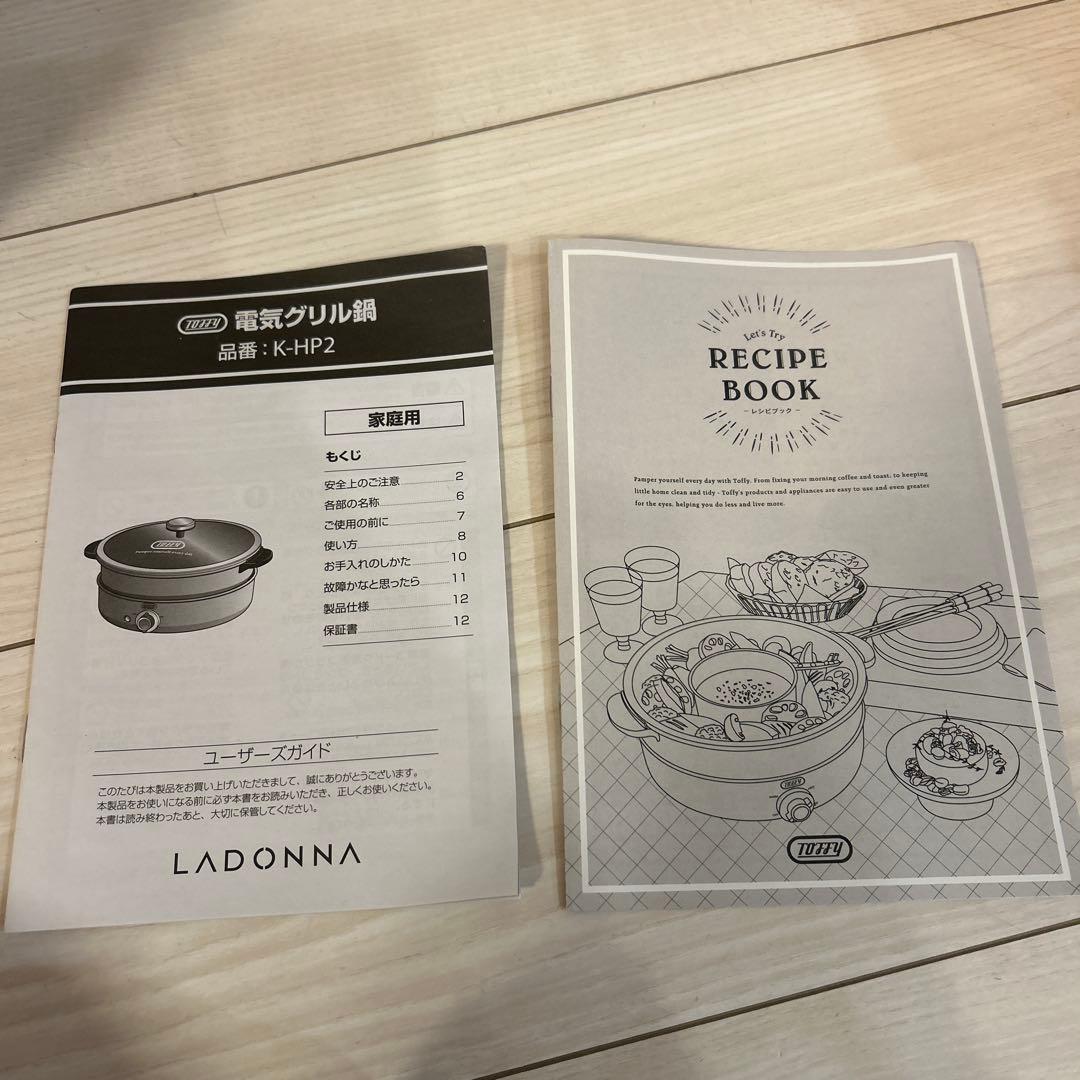 TOFFY 電気グリル鍋
品番：K-HP2
家庭用
もくじ
安全上のご注意 2
各部の名称 6
ご使用の前に 7
使い方 8
お手入れのしかた 10
故障かなと思ったら 11
製品仕様 12
保証書 12
TOFFY
ユーザーズガイド
このたびは本製品をお買い上げいただきまして、誠にありがとうございます。
本製品をお使いになる前に必ず本書をお読みいただき、正しくお使いください。
本書は読み終わったあと、大切に保管してください。
LADONNA
Let's Try
RECIPE
BOOK
- レシピブック -
Pamper yourself every day with Toffy. From fixing your morning coffee and toast, to keeping
little home clean and tidy - Toffy's products and appliances are easy to use and even greater
for the eyes, helping you do less and live more.
TOFFY
TOFFY